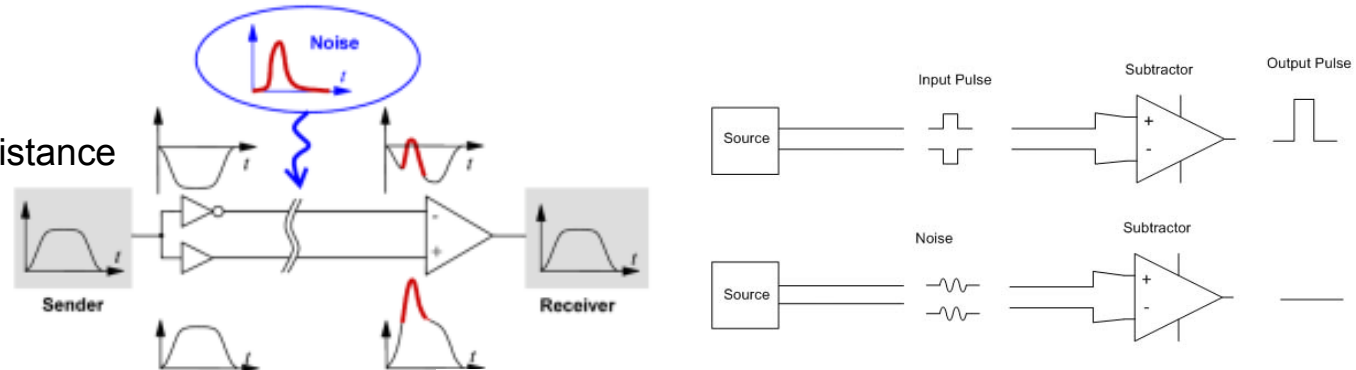 Noise
t
istance
t
t
t
-
+
t
Sender
Receiver
t
t
Input Pulse
Subtractor
Output Pulse
Source
+
-
Noise
Subtractor
Source
+
-